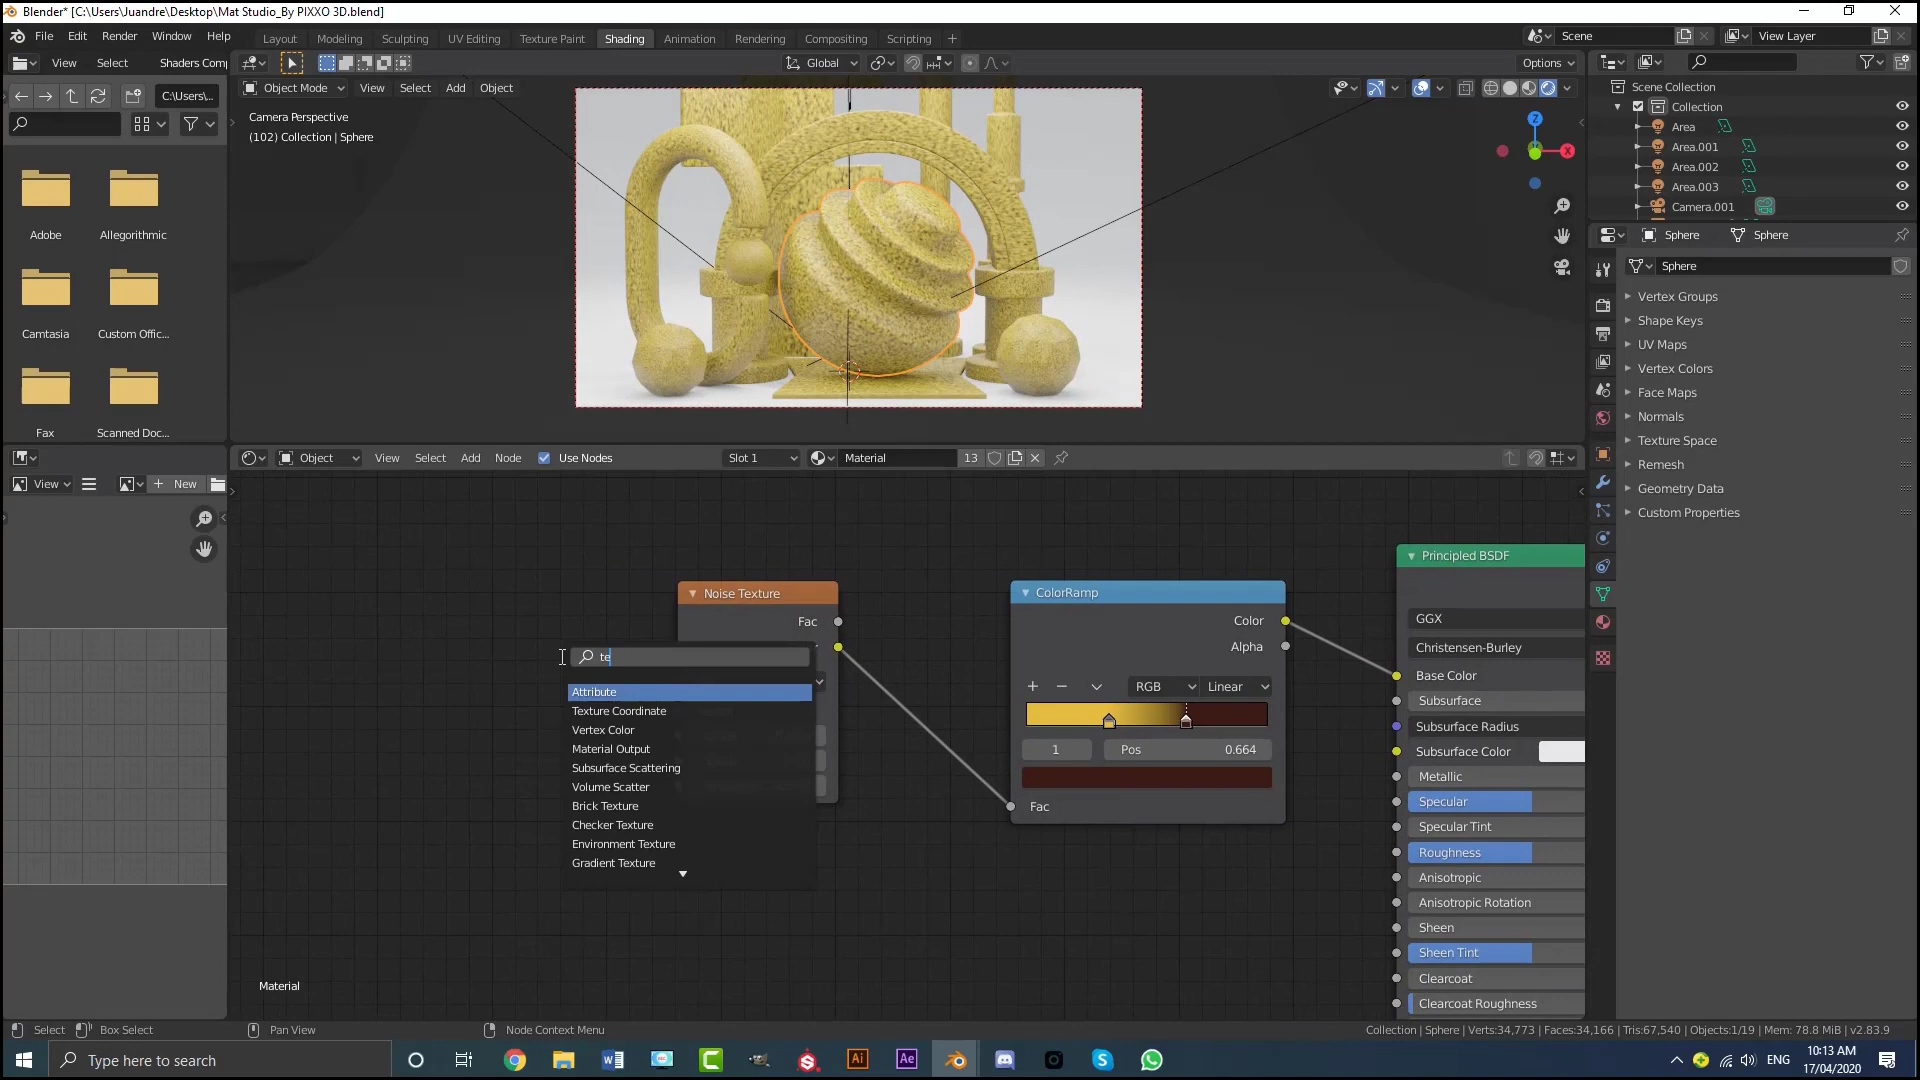 Blender* [C:\Users\Juandre\Desktop\Mat Studio_By PIXXO 3D.blend]
File Edit Render Window Help
Layout Modeling Sculpting UV Editing Texture Paint Shading Animation Rendering Compositing Scripting +
Scene
View Layer
View Select Shaders Comp
Global
Options
C:\Users\..
Object Mode View Select Add Object
Camera Perspective
(102) Collection | Sphere
Z
X
Adobe
Allegorithmic
Camtasia
Custom Offic...
Fax
Scanned Doc...
Scene Collection
Collection
Area
Area.001
Area.002
Area.003
Camera.001
Sphere Sphere
Sphere
Vertex Groups
Shape Keys
UV Maps
Vertex Colors
Face Maps
Normals
Texture Space
Remesh
Geometry Data
Custom Properties
View + New
Object View Select Add Node Use Nodes Slot 1 Material 13
Noise Texture
Fac
te
Attribute
Texture Coordinate
Vertex Color
Material Output
Subsurface Scattering
Volume Scatter
Brick Texture
Checker Texture
Environment Texture
Gradient Texture
ColorRamp
Color
Alpha
+ − RGB Linear
1 Pos 0.664
Fac
Principled BSDF
GGX
Christensen-Burley
Base Color
Subsurface
Subsurface Radius
Subsurface Color
Metallic
Specular
Specular Tint
Roughness
Anisotropic
Anisotropic Rotation
Sheen
Sheen Tint
Clearcoat
Clearcoat Roughness
Material
Select Box Select Pan View Node Context Menu
Collection | Sphere | Verts:34,773 | Faces:34,166 | Tris:67,540 | Objects:1/19 | Mem: 78.8 MiB | v2.83.9
Type here to search
Ai
Ae
ENG
10:13 AM
17/04/2020